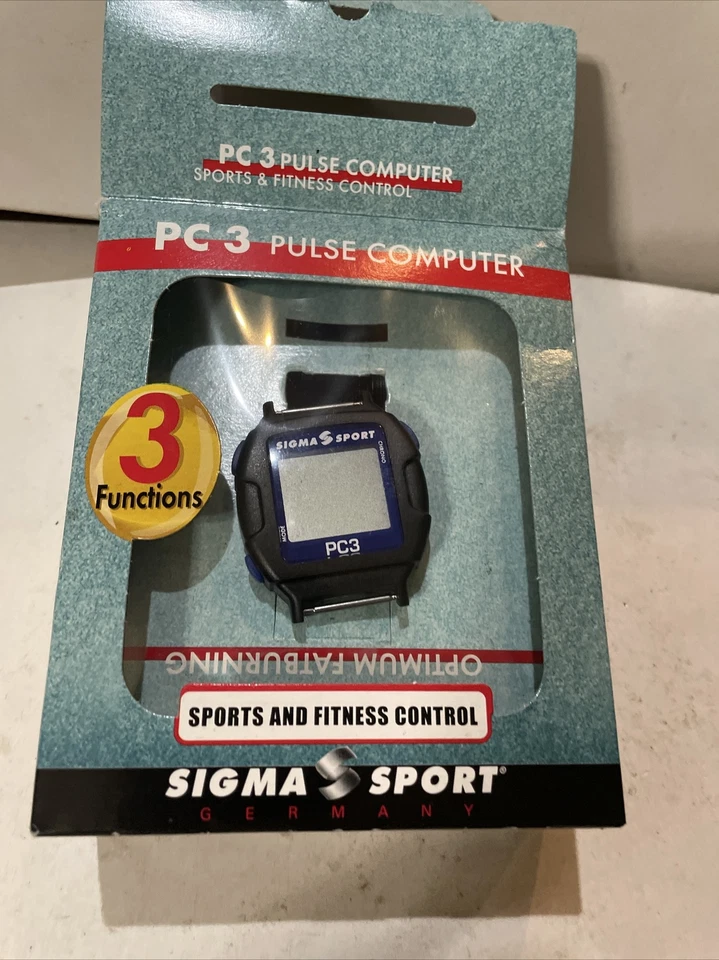 PC 3 PULSE COMPUTER
SPORTS & FITNESS CONTROL
PC 3 PULSE COMPUTER
3
Functions
SIGMA SPORT
MODE
PC3
OPTIMUM FATBURNING
SPORTS AND FITNESS CONTROL
SIGMA SPORT®
GERMANY